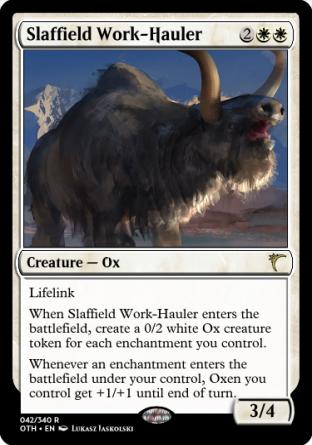 Slaffield Work-Hauler 2
Creature — Ox
Lifelink
When Slaffield Work-Hauler enters the
battlefield, create a 0/2 white Ox creature
token for each enchantment you control.
Whenever an enchantment enters the
battlefield under your control, Oxen you
control get +1/+1 until end of turn.
042/340 R
OTH • EN Lukasz Jaskolski
3/4